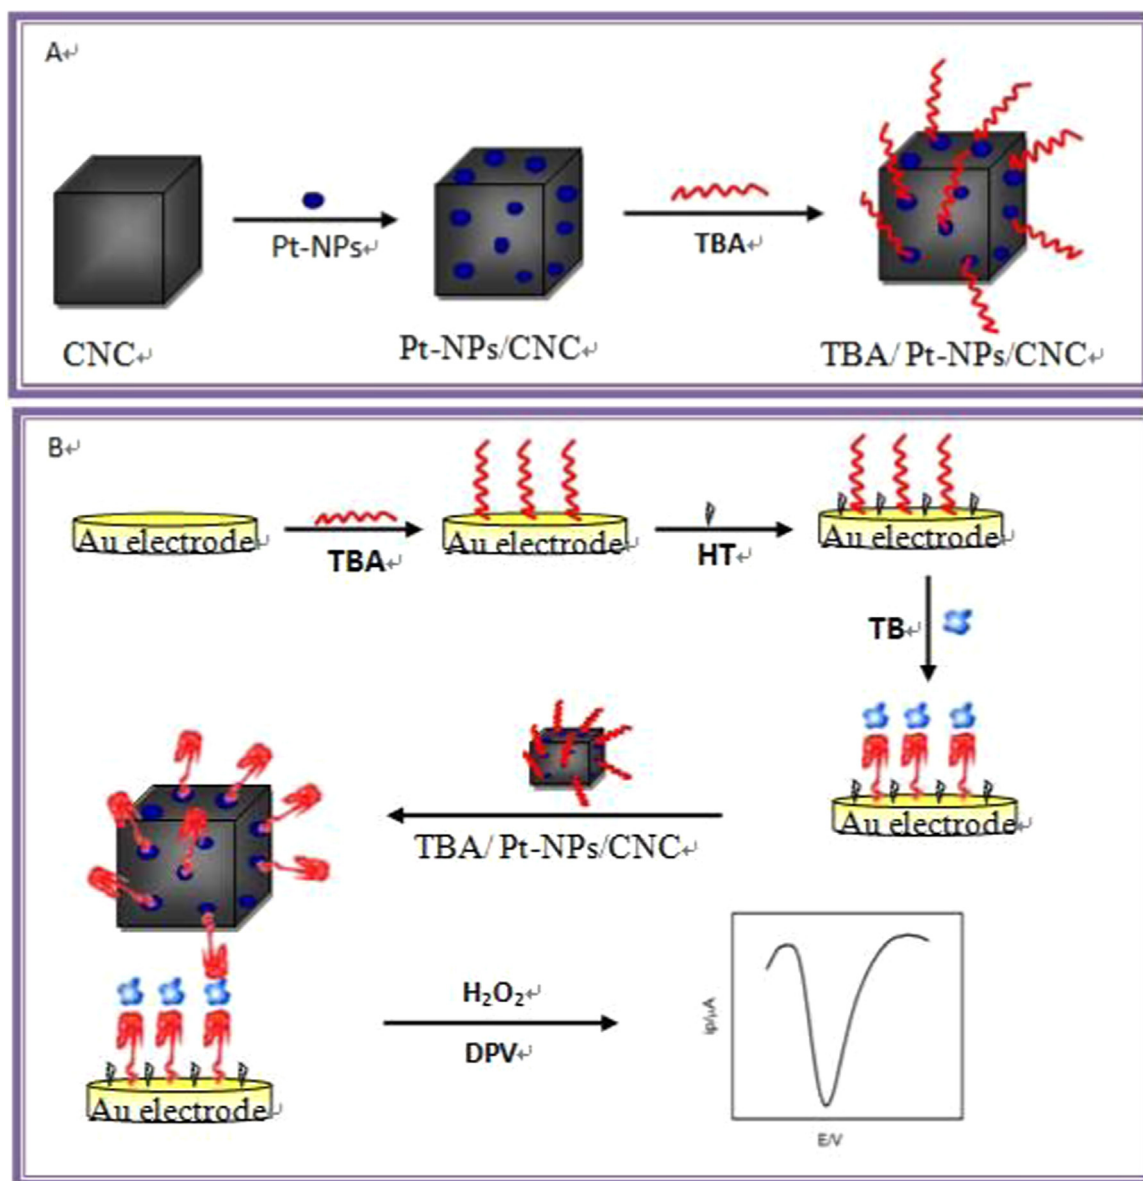 A↵
Pt-NPs↵
TBA↵
CNC↵
Pt-NPs/CNC↵
TBA/ Pt-NPs/CNC↵
B↵
Au electrode↵
TBA↵
Au electrode↵
HT↵
Au electrode↵
TB↵
Au electrode↵
TBA/ Pt-NPs/CNC↵
H₂O₂↵
DPV↵
Au electrode↵
ip/μA
E/V